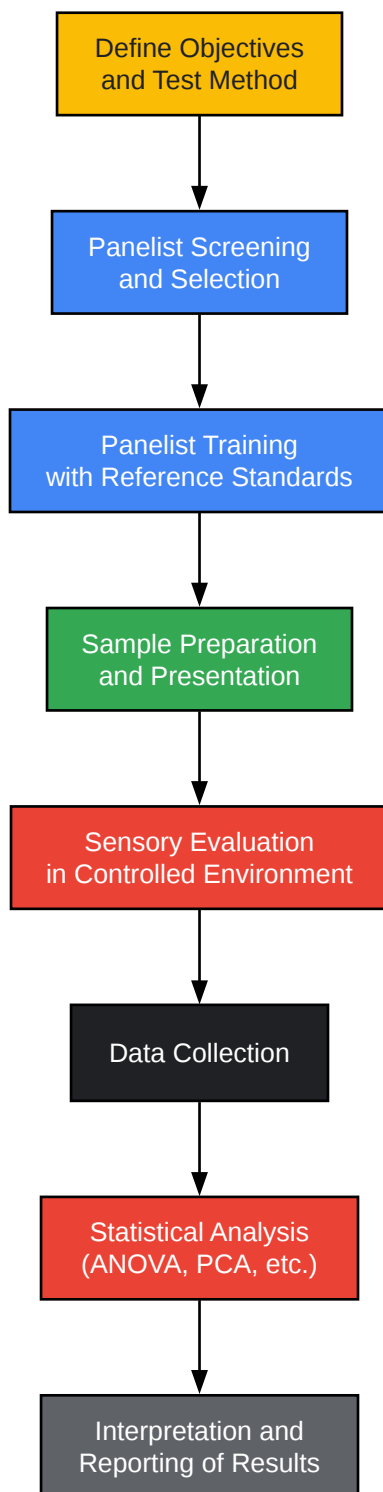 Define Objectives
and Test Method
Panelist Screening
and Selection
Panelist Training
with Reference Standards
Sample Preparation
and Presentation
Sensory Evaluation
in Controlled Environment
Data Collection
Statistical Analysis
(ANOVA, PCA, etc.)
Interpretation and
Reporting of Results